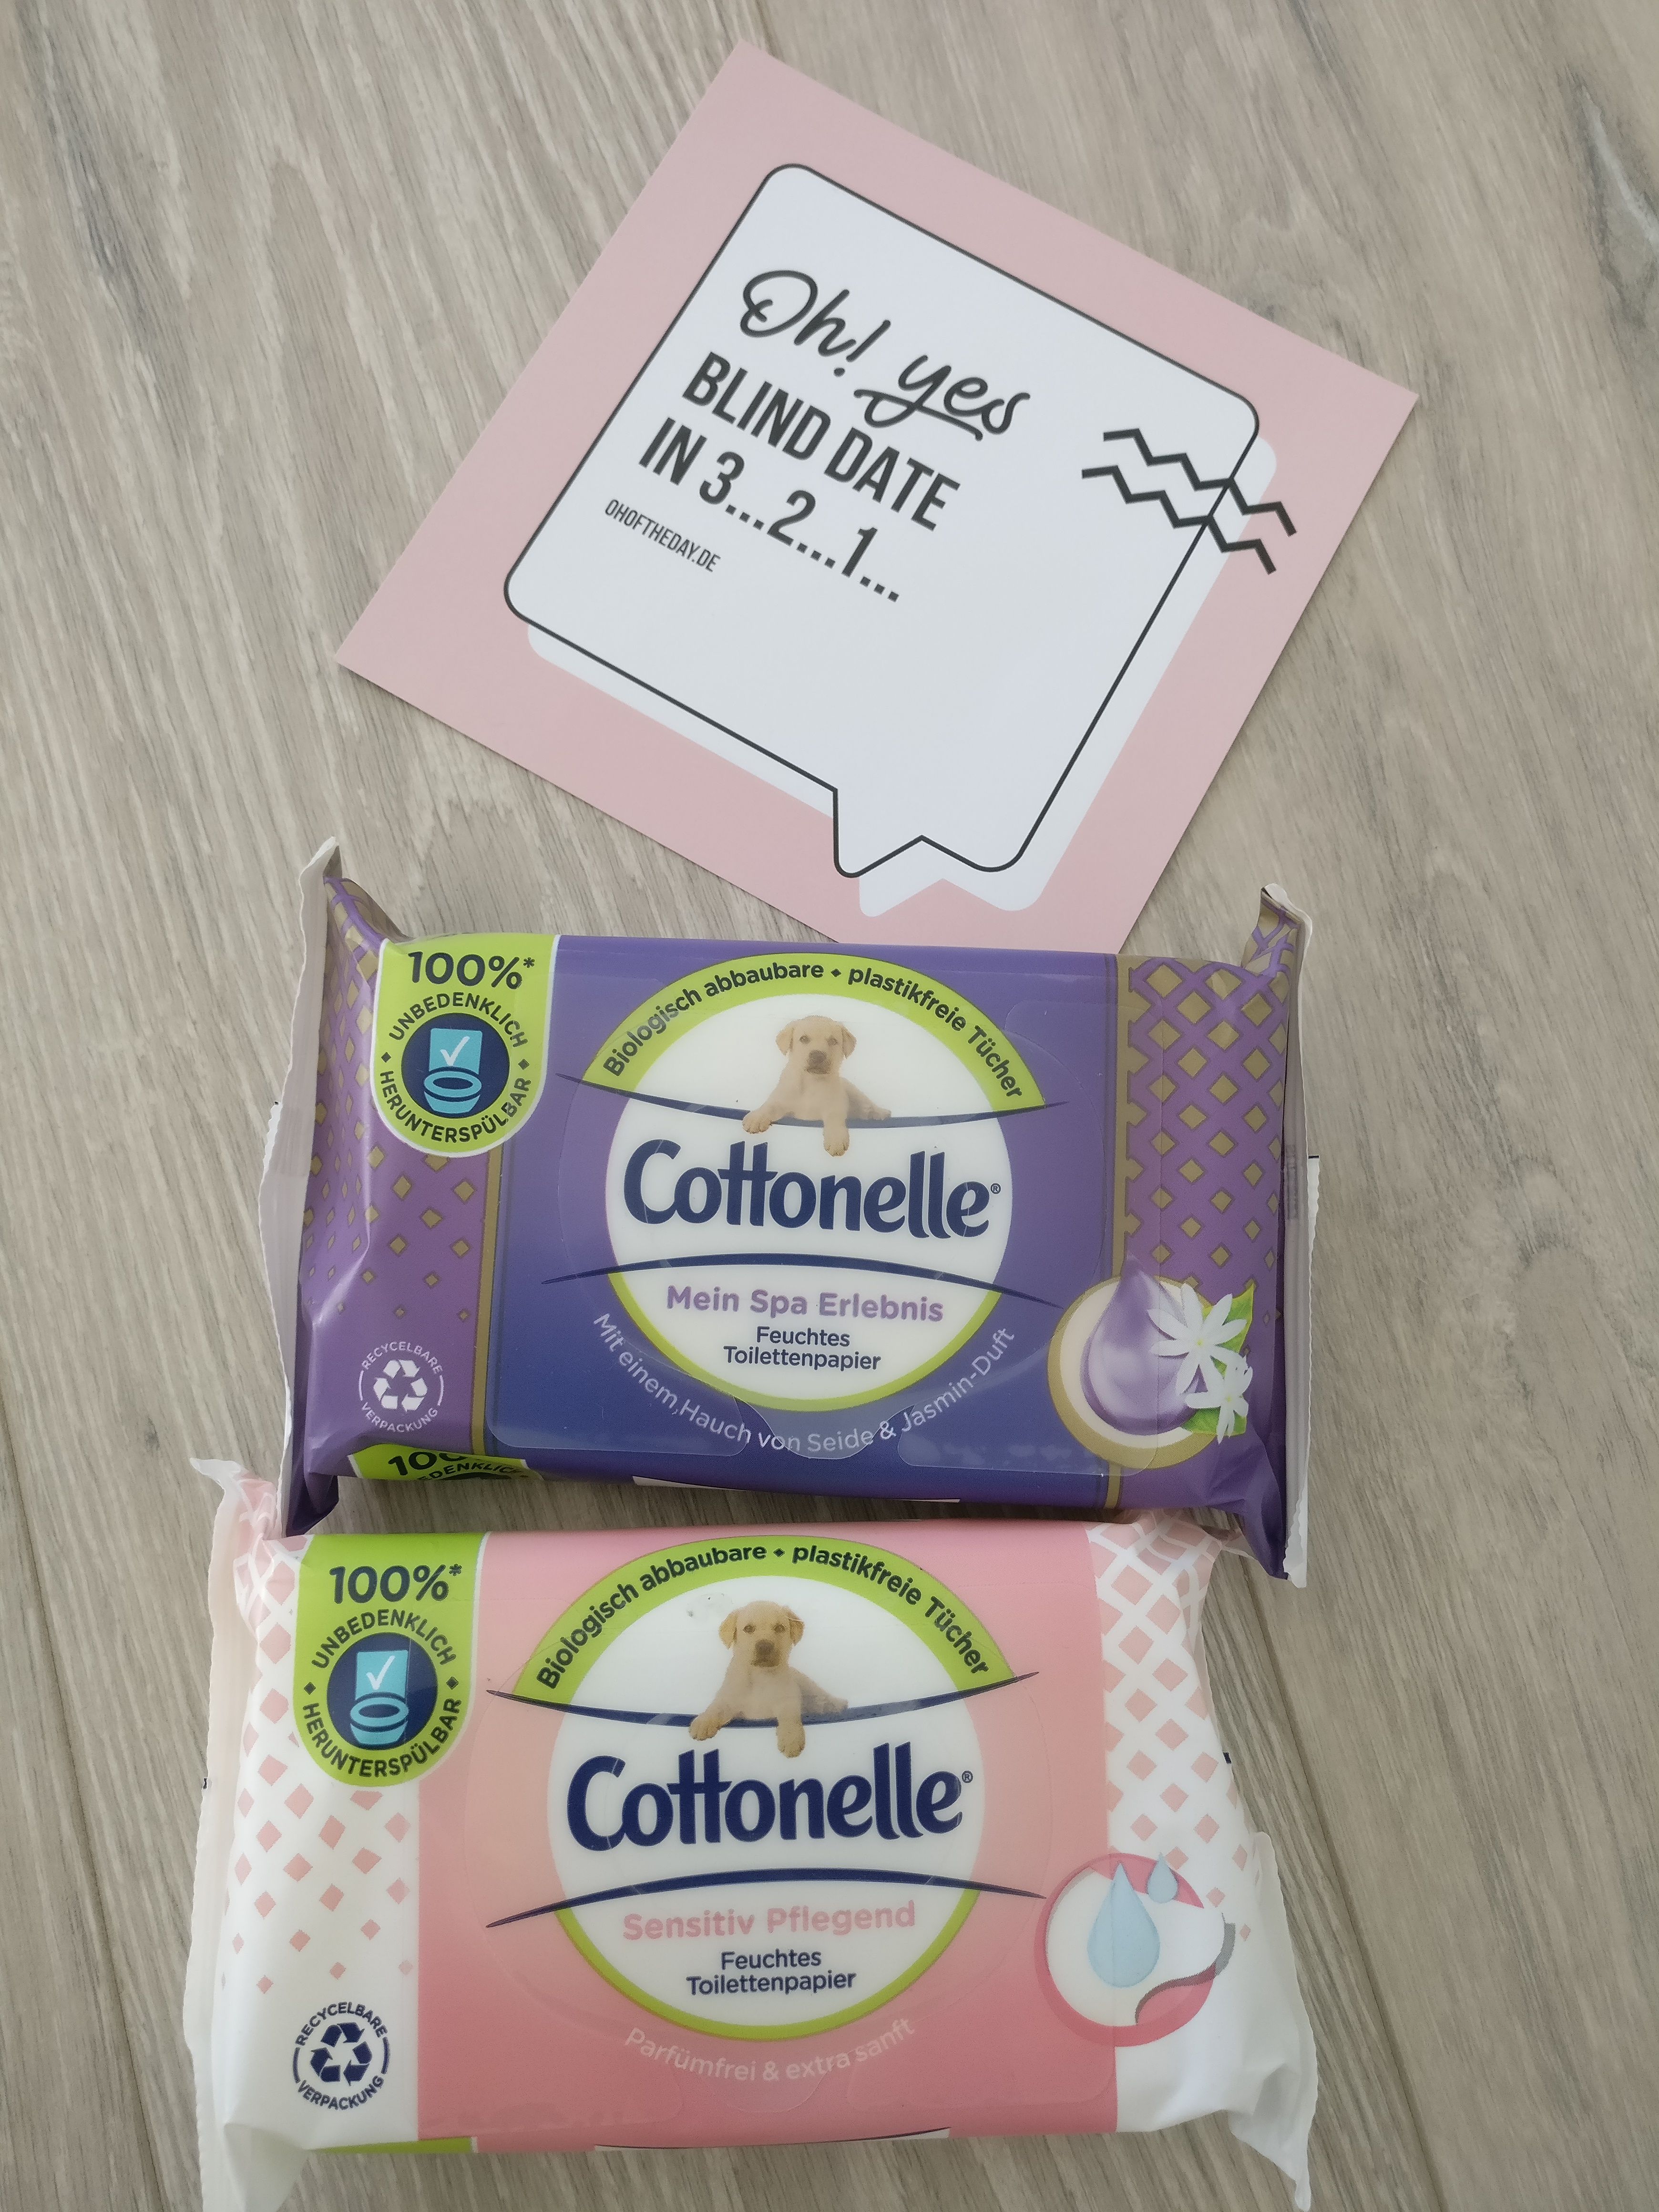 Oh! yes
BLIND DATE
IN 3...2...1...
OHOFTHEDAY.DE
100%*
UNBEDENKLICH
HERUNTERSPÜLBAR
Biologisch abbaubare • plastikfreie Tücher
Cottonelle®
Mein Spa Erlebnis
Feuchtes
Toilettenpapier
Mit einem Hauch von Seide & Jasmin-Duft
RECYCELBARE
VERPACKUNG
100%*
UNBEDENKLICH
HERUNTERSPÜLBAR
Biologisch abbaubare • plastikfreie Tücher
Cottonelle®
Sensitiv Pflegend
Feuchtes
Toilettenpapier
Parfümfrei & extra sanft
RECYCELBARE
VERPACKUNG